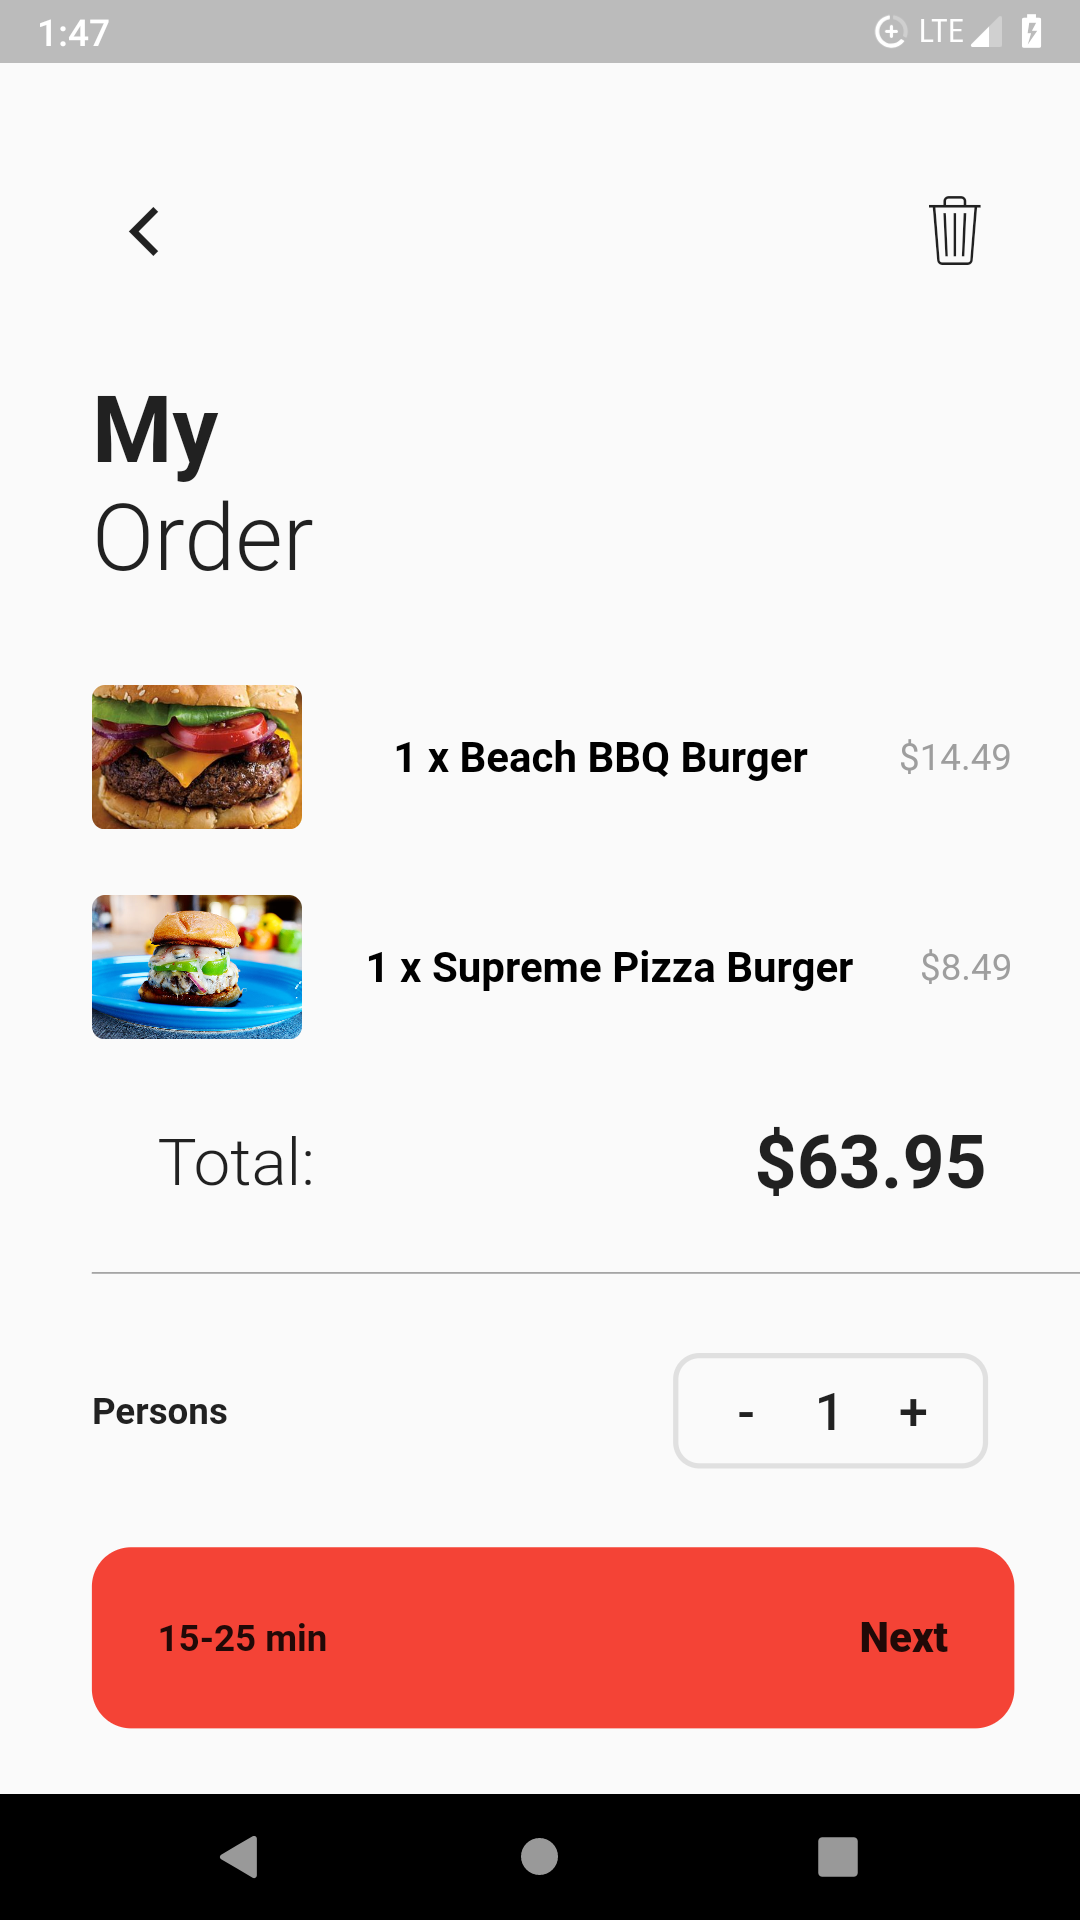 1:47
LTE
My
Order
1 x Beach BBQ Burger
$14.49
1 x Supreme Pizza Burger
$8.49
Total:
$63.95
Persons
- 1 +
15-25 min
Next